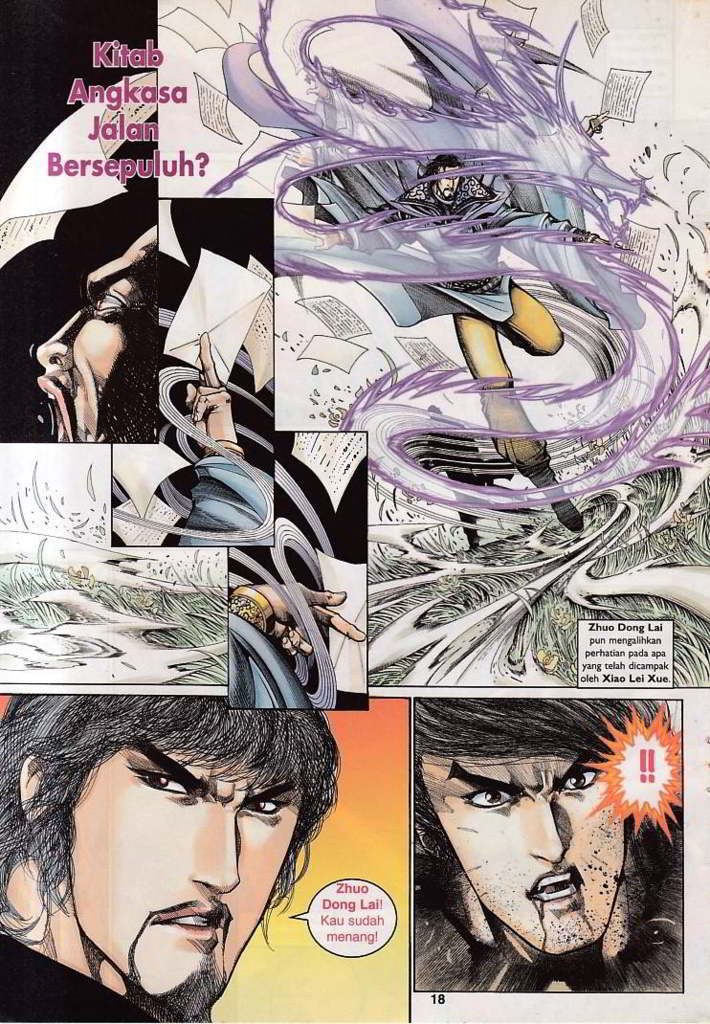 Kitab
Angkasa
Jalan
Bersepuluh?
Zhuo Dong Lai
pun mengalihkan
perhatian pada apa
yang telah dicampak
oleh Xiao Lei Xue.
Zhuo
Dong Lai!
Kau sudah
menang!
!!
18